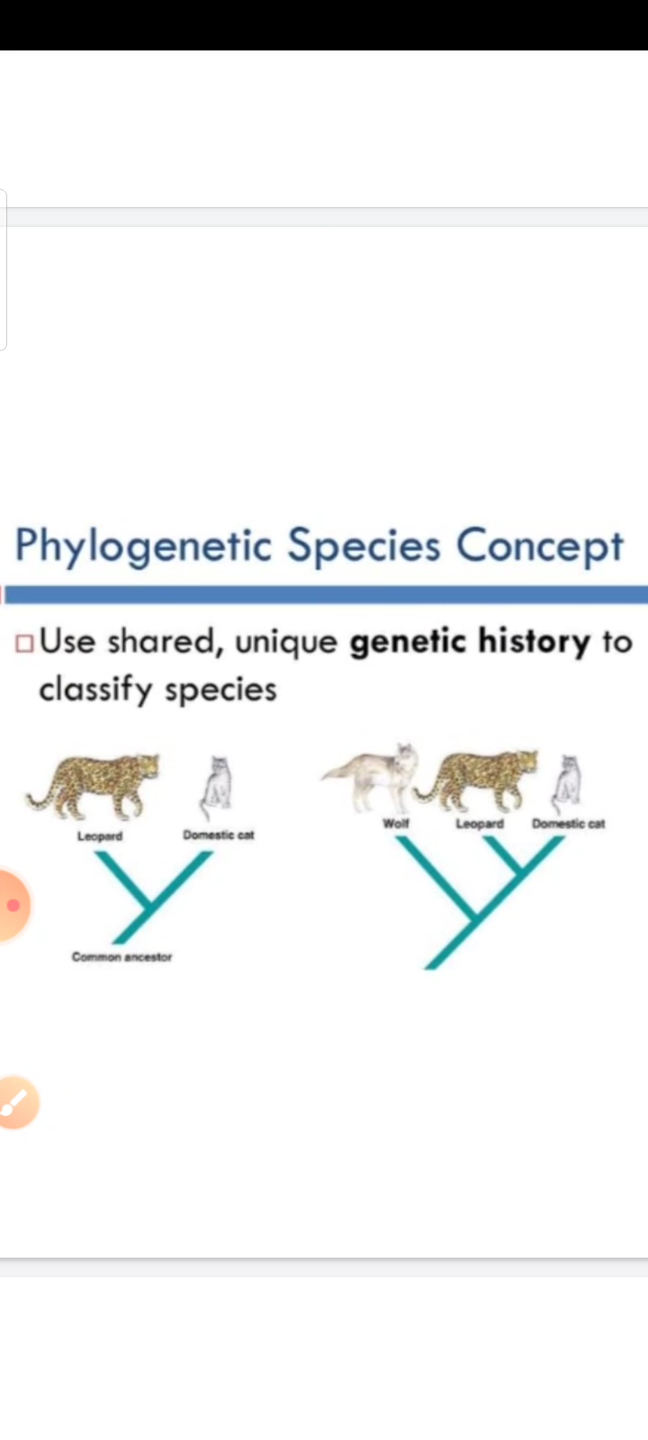 Phylogenetic Species Concept
Use shared, unique genetic history to
classify species
Leopard
Domestic cat
Common ancestor
Wolf
Leopard
Domestic cat